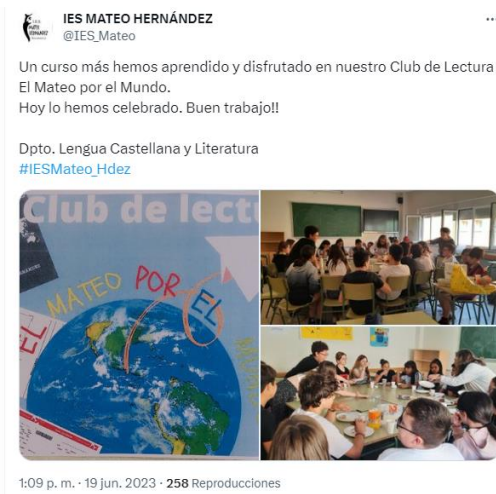 IES MATEO HERNÁNDEZ
@IES_Mateo
Un curso más hemos aprendido y disfrutado en nuestro Club de Lectura
El Mateo por el Mundo.
Hoy lo hemos celebrado. Buen trabajo!!
Dpto. Lengua Castellana y Literatura
#IESMateo_Hdez
Club de lect
EL MATEO POR EL
1:09 p. m. · 19 jun. 2023 · 258 Reproducciones